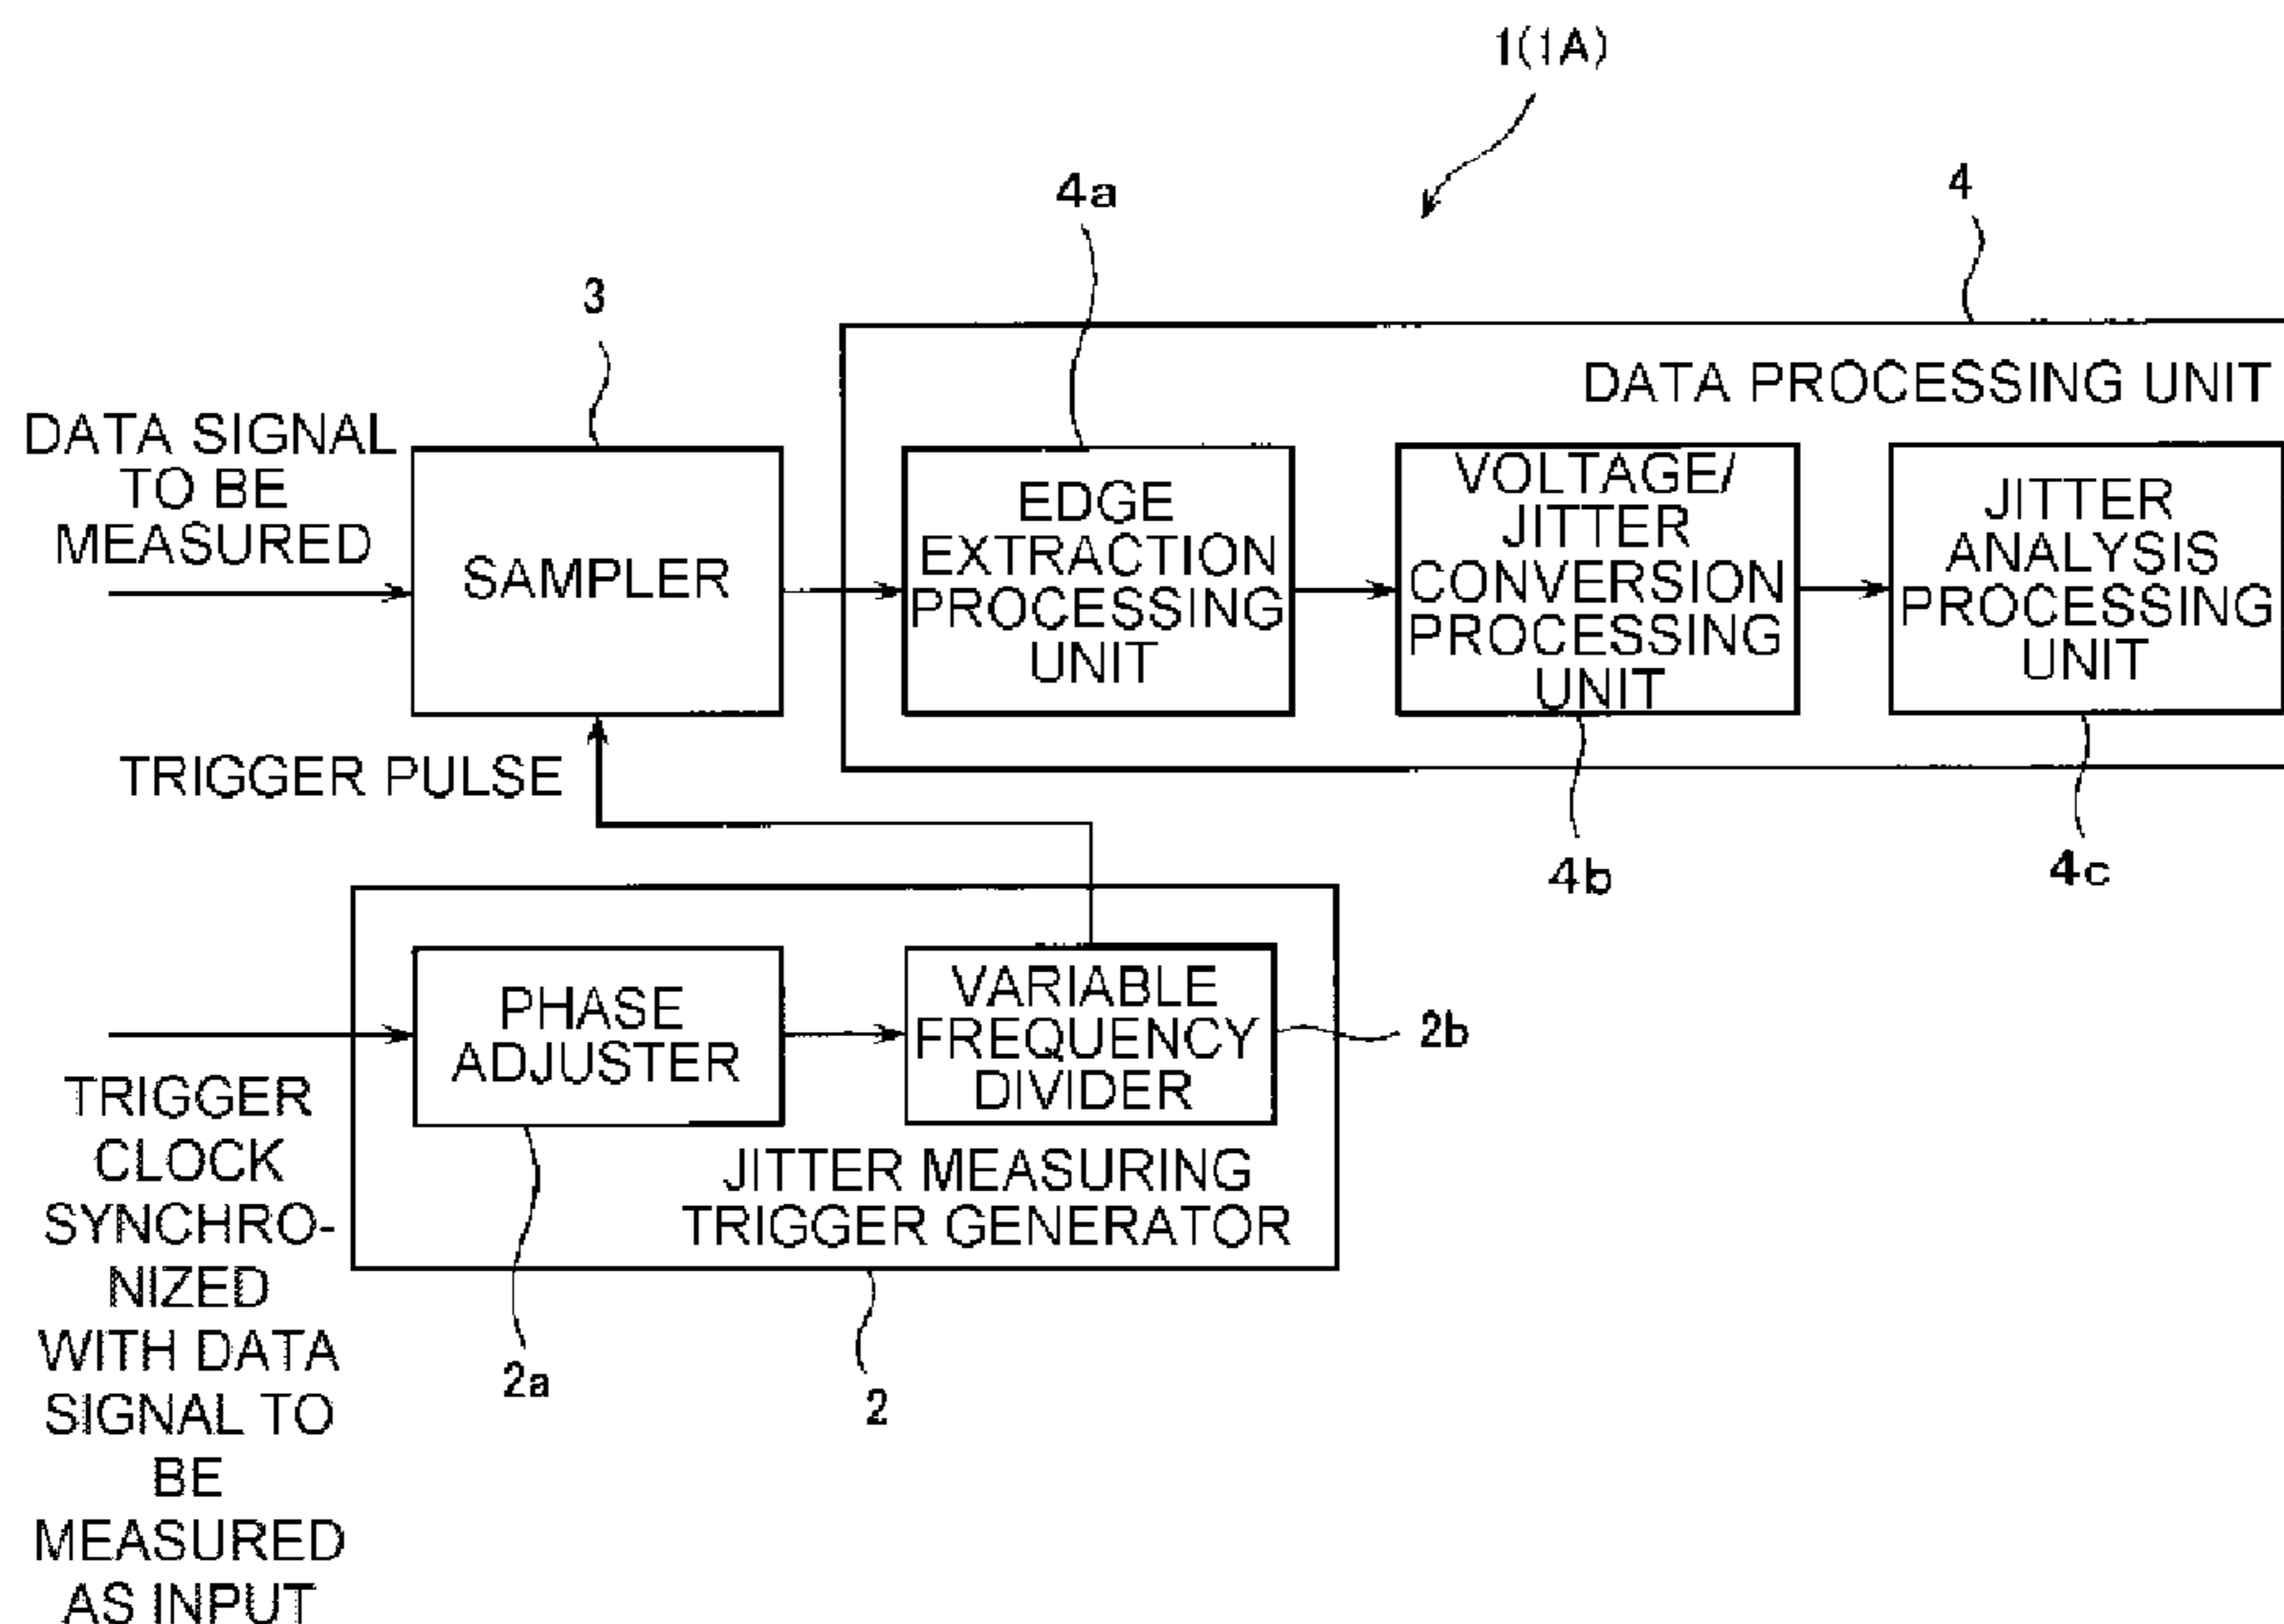 1(1A)
4a
4
3
DATA PROCESSING UNIT
DATA SIGNAL
TO BE
MEASURED
SAMPLER
EDGE
EXTRACTION
PROCESSING
UNIT
VOLTAGE/
JITTER
CONVERSION
PROCESSING
UNIT
JITTER
ANALYSIS
PROCESSING
UNIT
TRIGGER PULSE
4b
4c
PHASE
ADJUSTER
VARIABLE
FREQUENCY
DIVIDER
2b
JITTER MEASURING
TRIGGER GENERATOR
TRIGGER
CLOCK
SYNCHRO-
NIZED
WITH DATA
SIGNAL TO
BE
MEASURED
AS INPUT
2a
2